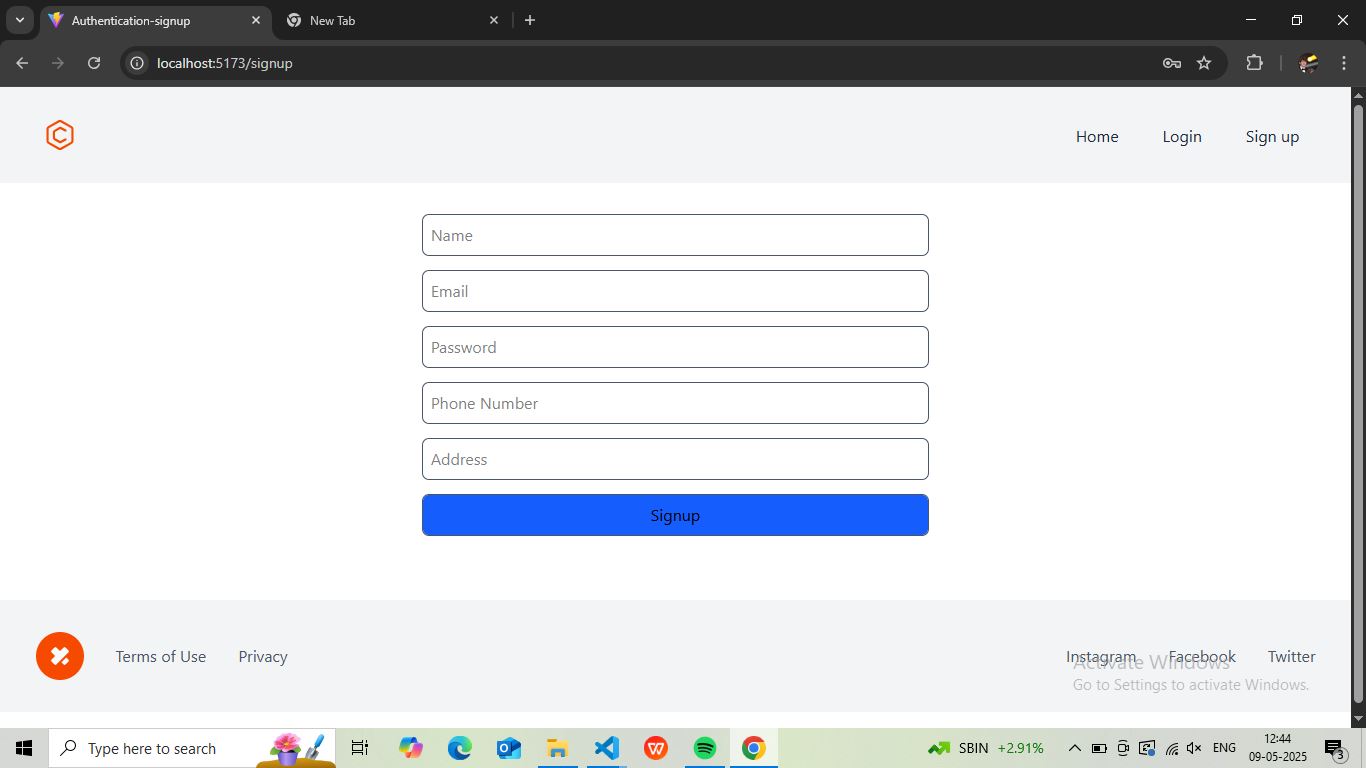 Authentication-signup
New Tab
localhost:5173/signup
Home Login Sign up
Name
Email
Password
Phone Number
Address
Signup
Terms of Use Privacy
Instagram Facebook Twitter
Activate Windows
Go to Settings to activate Windows.
Type here to search
SBIN +2.91%
ENG
12:44
09-05-2025
3